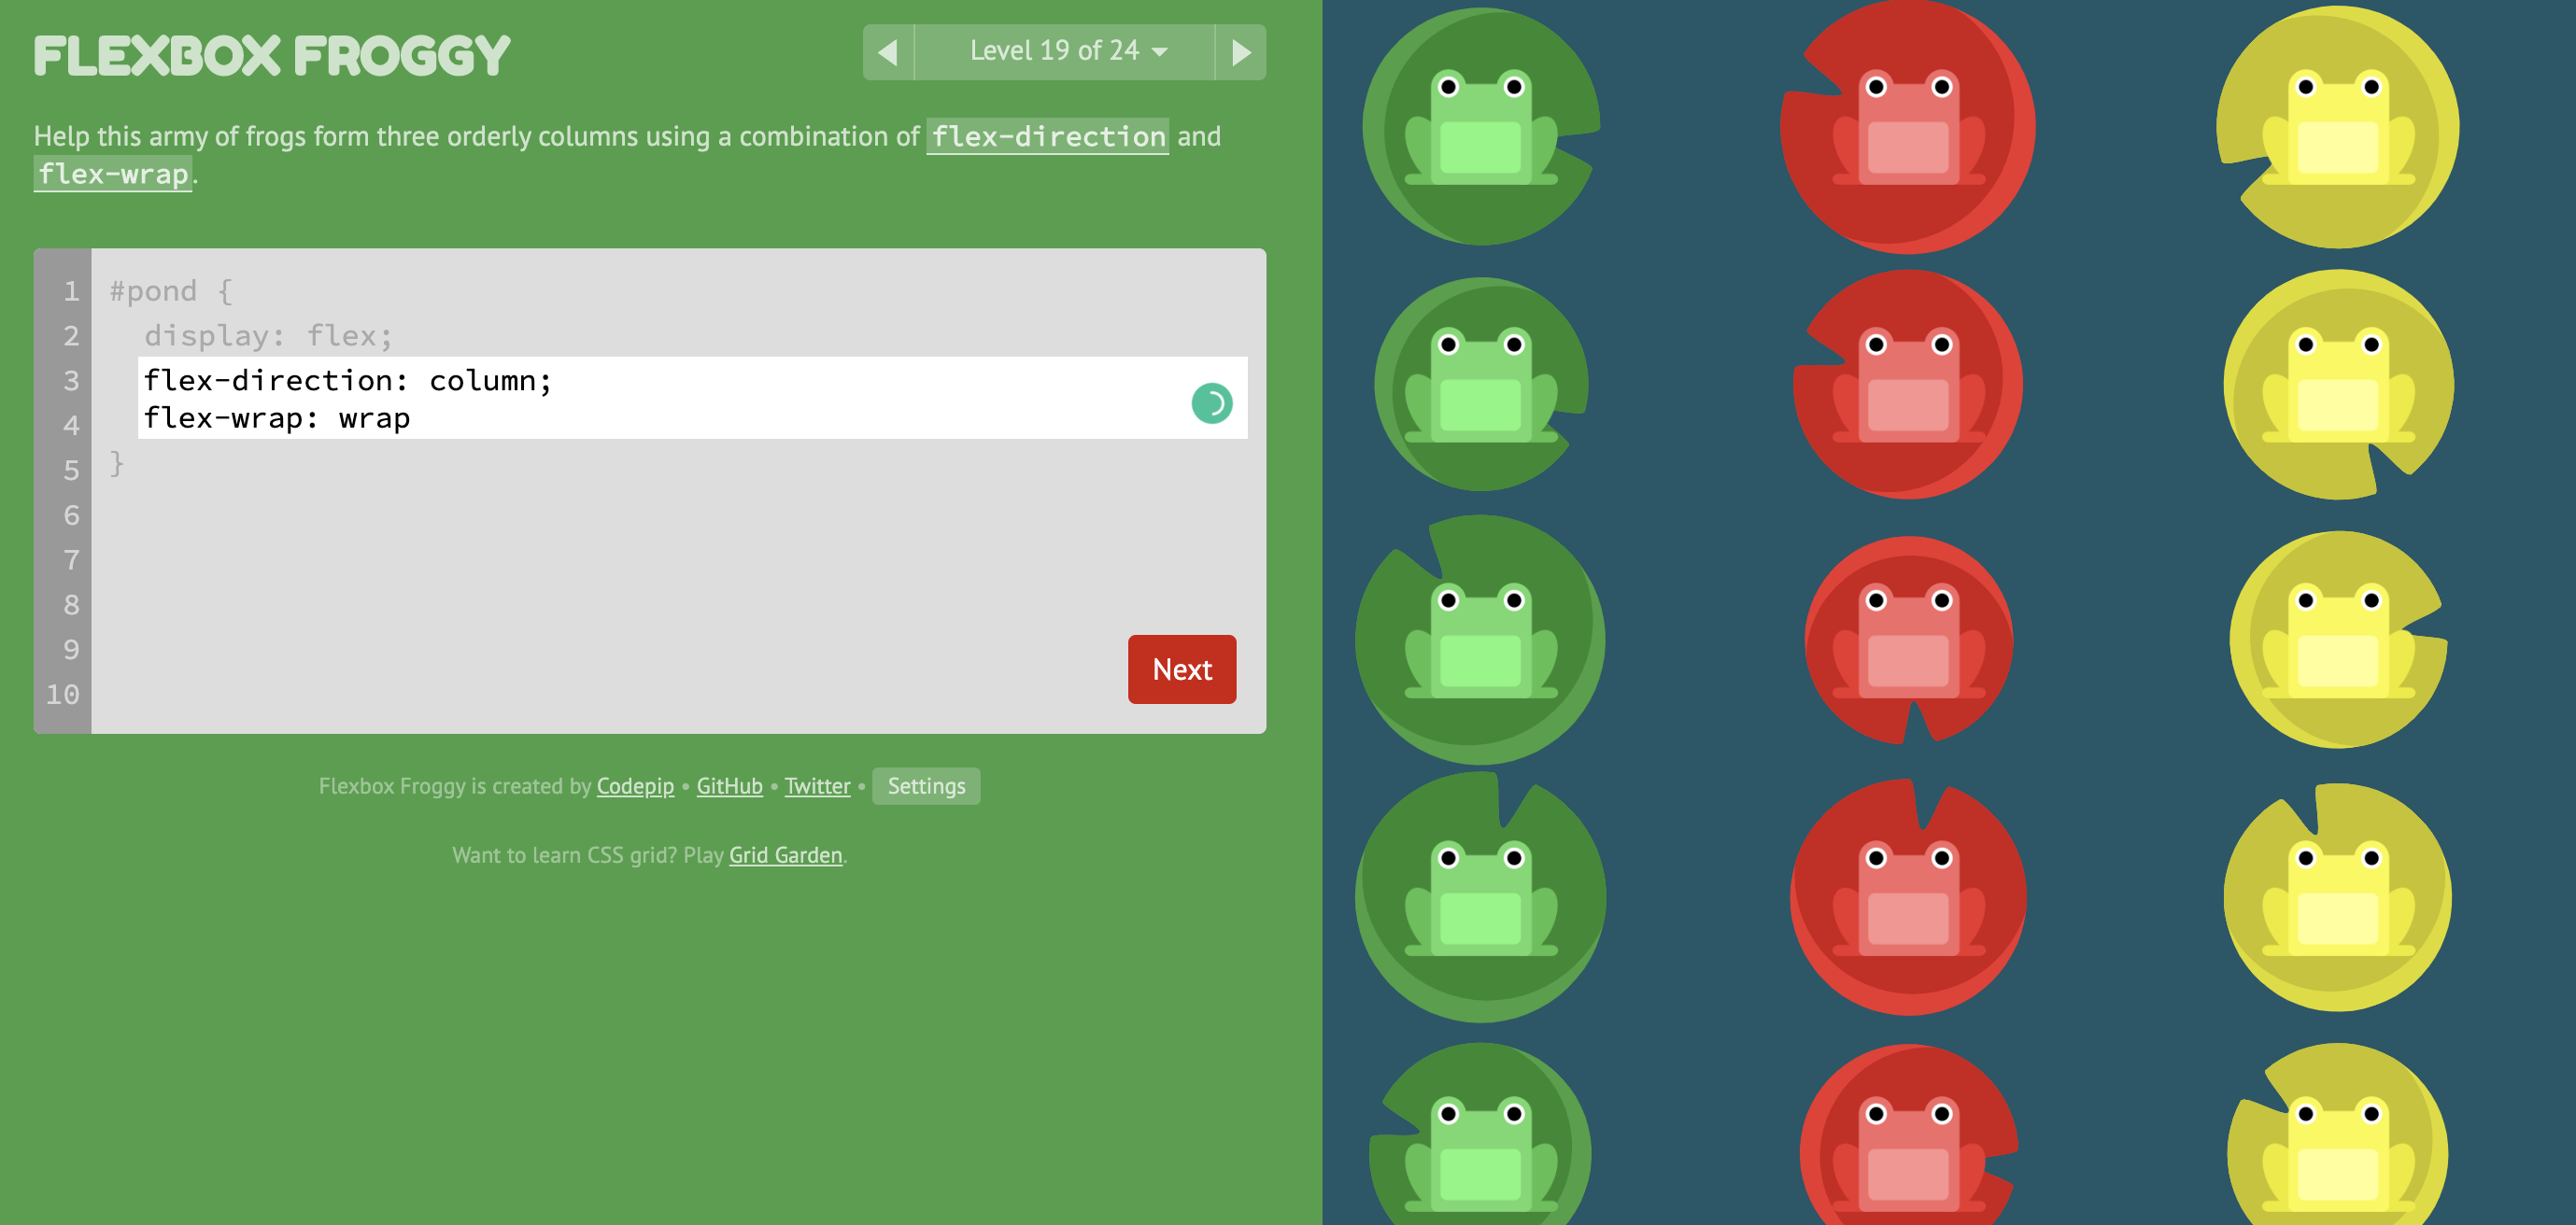 FLEXBOX FROGGY
Level 19 of 24
Help this army of frogs form three orderly columns using a combination of flex-direction and
flex-wrap.
1 #pond {
2 display: flex;
3 flex-direction: column;
4 flex-wrap: wrap
5 }
6
7
8
9
10
Next
Flexbox Froggy is created by Codepip • GitHub • Twitter • Settings
Want to learn CSS grid? Play Grid Garden.